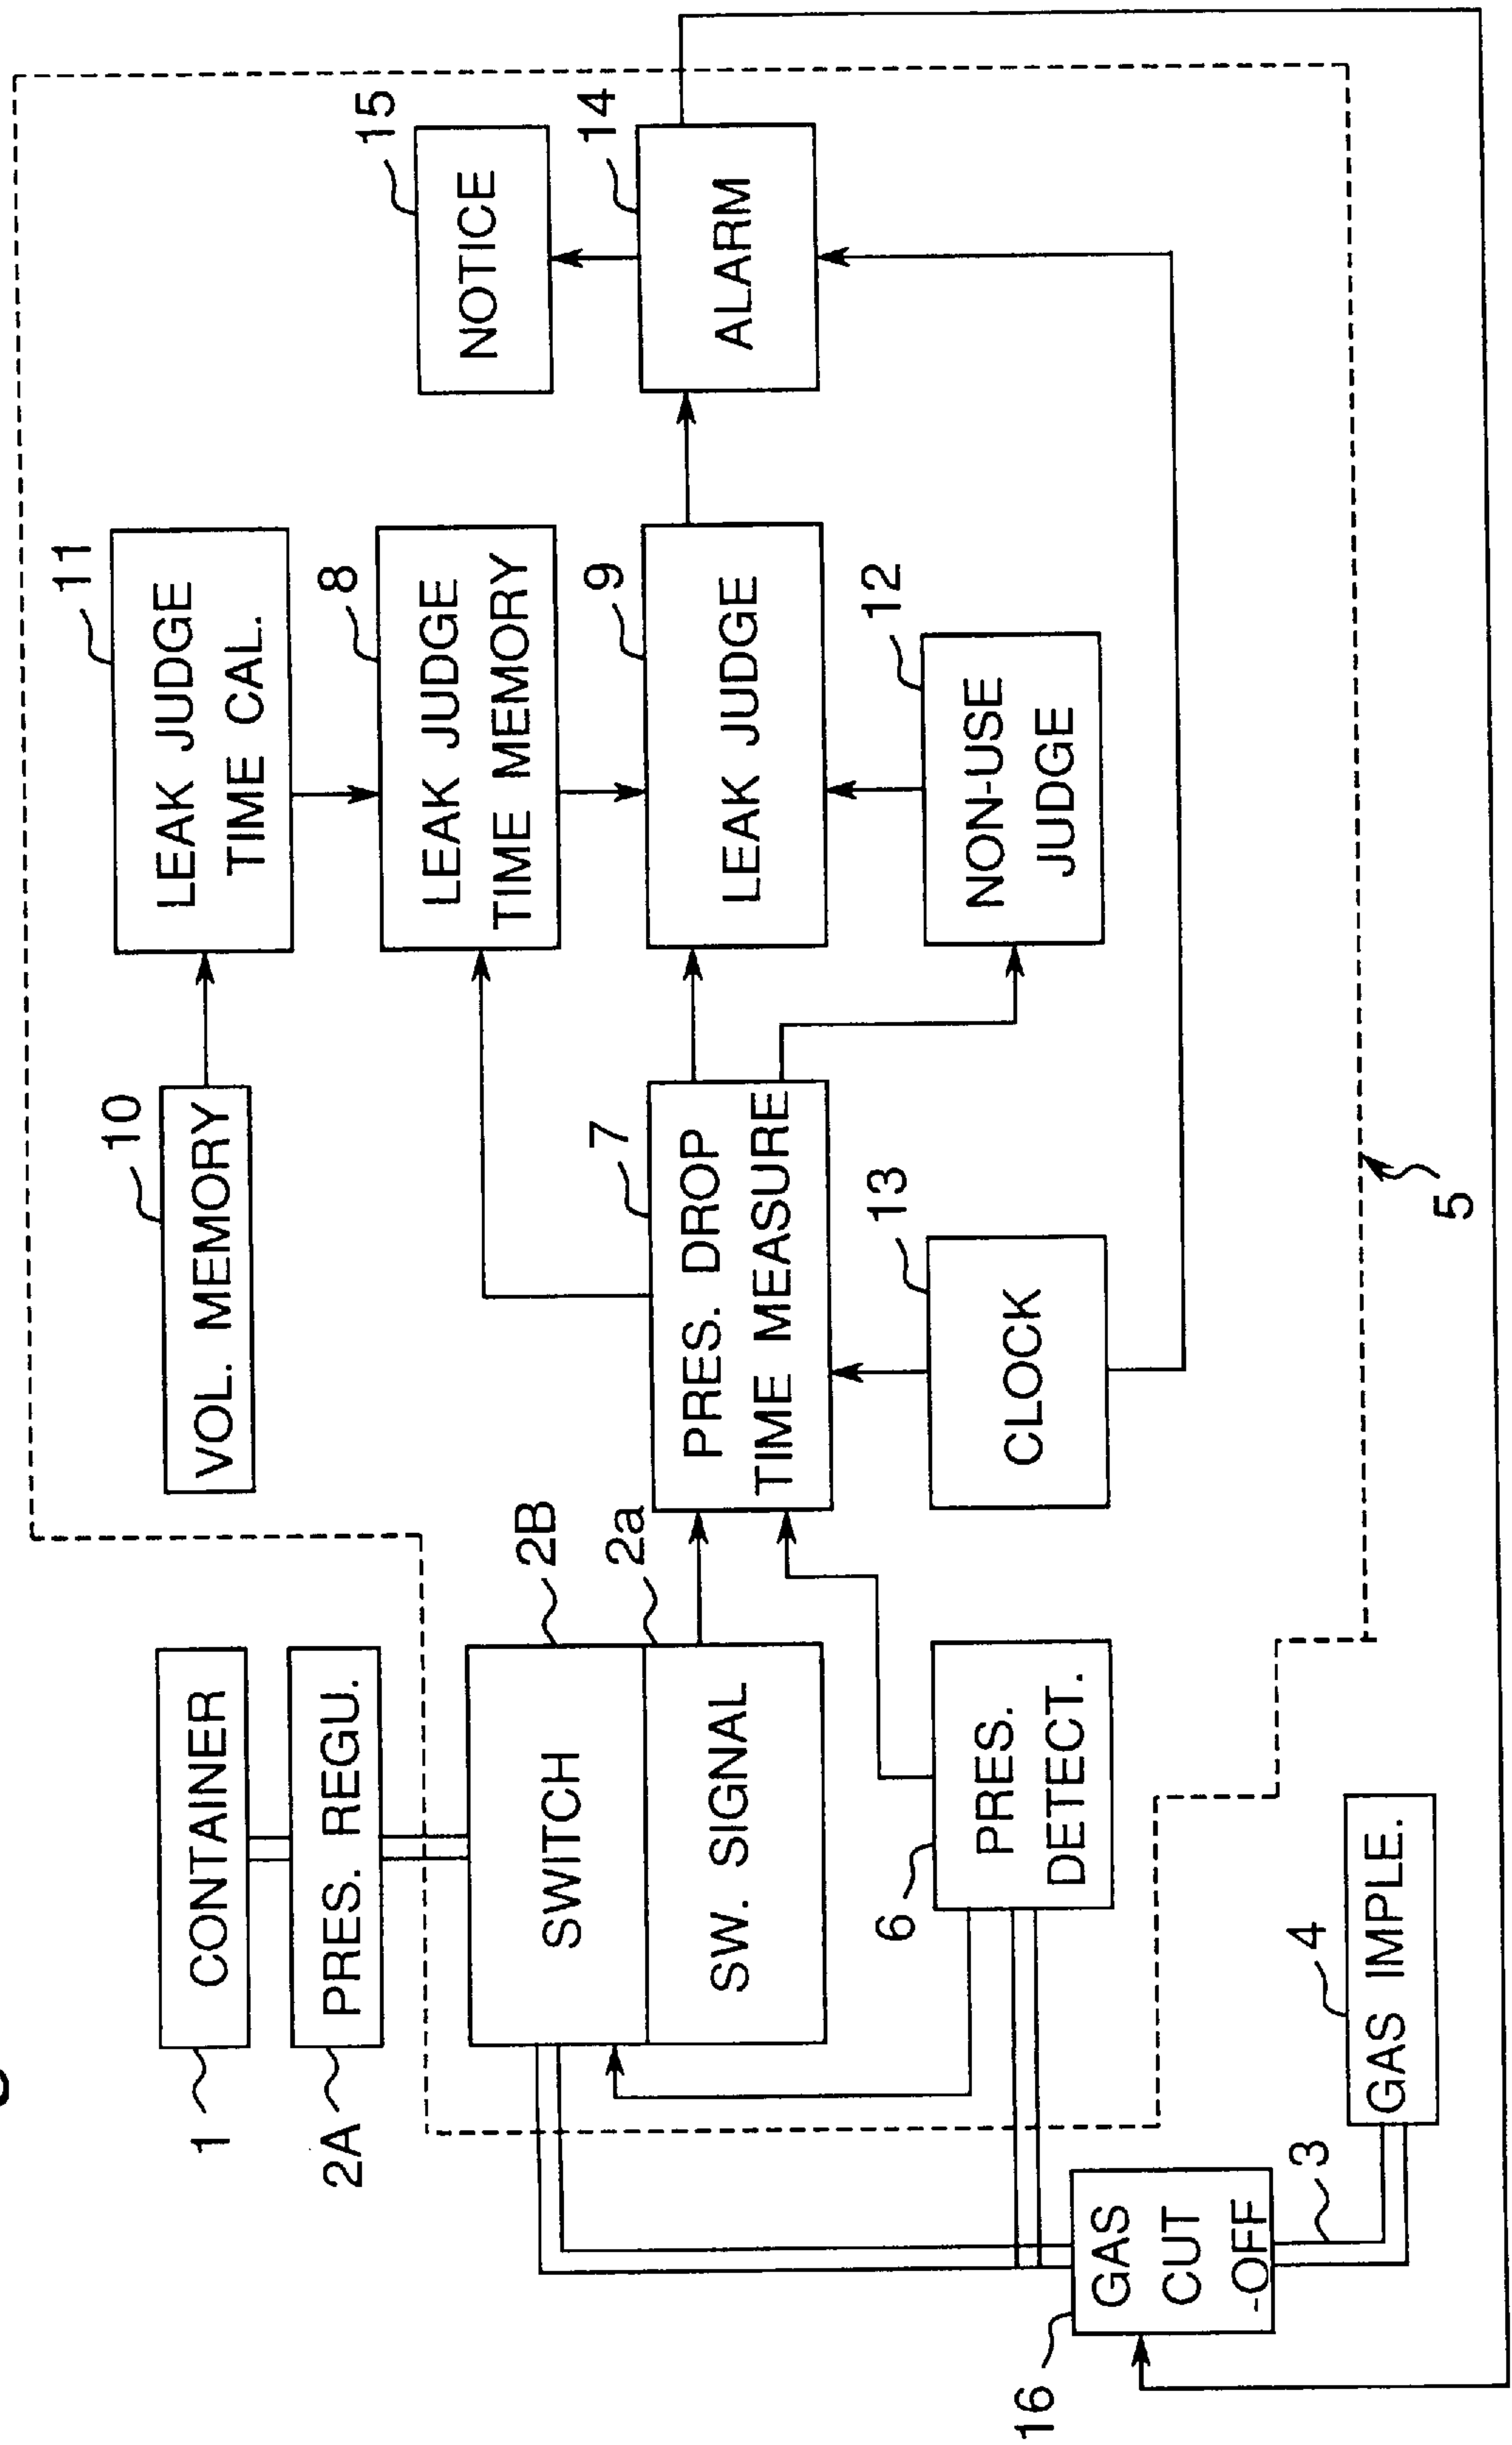 1
CONTAINER
2A
PRES. REGU.
2B
SWITCH
2a
SW. SIGNAL
6
PRES.
DETECT.
16
GAS
CUT
-OFF
3
4
GAS IMPLE.
10
VOL. MEMORY
7
PRES. DROP
TIME MEASURE
13
CLOCK
11
LEAK JUDGE
TIME CAL.
8
LEAK JUDGE
TIME MEMORY
9
LEAK JUDGE
12
NON-USE
JUDGE
15
NOTICE
14
ALARM
5